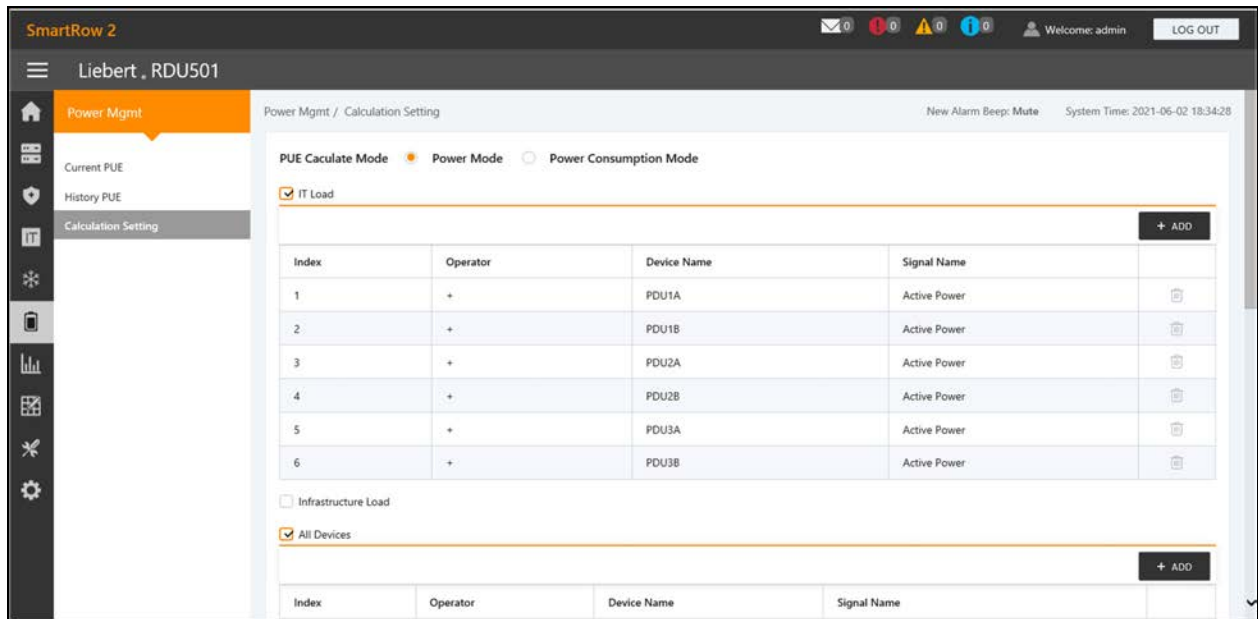 SmartRow 2 0 0 0 0 Welcome: admin LOG OUT
Liebert. RDU501
Power Mgmt
Power Mgmt / Calculation Setting New Alarm Beep: Mute System Time: 2021-06-02 18:34:28
Current PUE
History PUE
Calculation Setting
IT
PUE Caculate Mode Power Mode Power Consumption Mode
IT Load
+ ADD
Index Operator Device Name Signal Name
1 + PDU1A Active Power
2 + PDU1B Active Power
3 + PDU2A Active Power
4 + PDU2B Active Power
5 + PDU3A Active Power
6 + PDU3B Active Power
Infrastructure Load
All Devices
+ ADD
Index Operator Device Name Signal Name